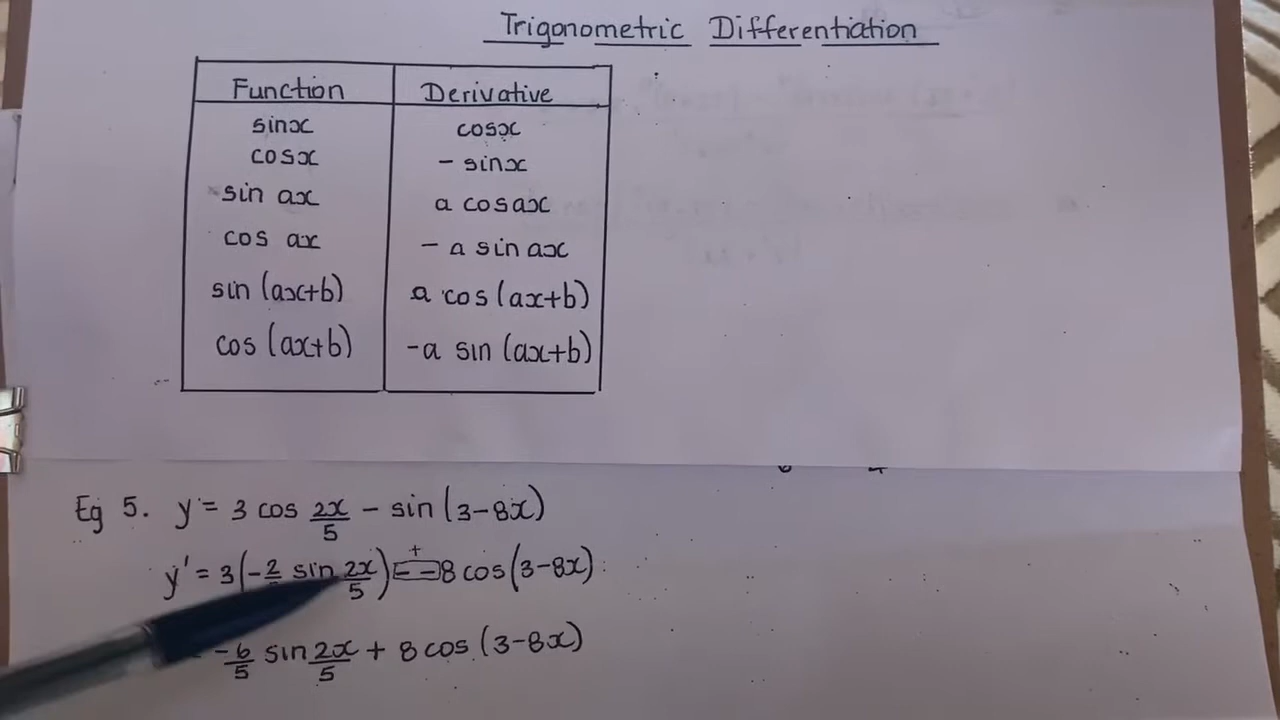 Trigonometric Differentiation
Function Derivative
sinx cosx
cosx - sinx
sin ax a cosax
cos ax - a sin ax
sin (ax+b) a cos (ax+b)
cos (ax+b) -a sin (ax+b)
Eg 5. y = 3 cos 2x/5 - sin (3-8x)
y' = 3(-2 sin 2x/5) - + -8 cos (3-8x)
-6/5 sin 2x/5 + 8 cos (3-8x)